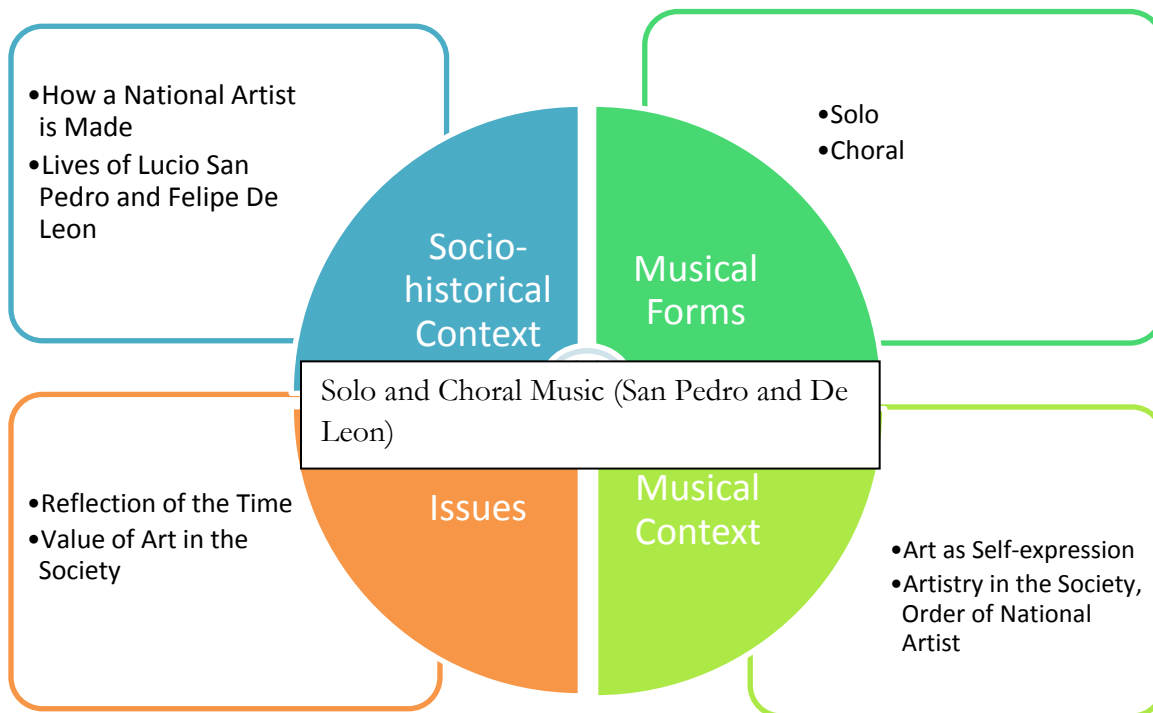 •How a National Artist
is Made
•Lives of Lucio San
Pedro and Felipe De
Leon
•Solo
•Choral
Socio-
historical
Context
Musical
Forms
Solo and Choral Music (San Pedro and De
Leon)
•Reflection of the Time
•Value of Art in the
Society
Issues
Musical
Context
•Art as Self-expression
•Artistry in the Society,
Order of National
Artist